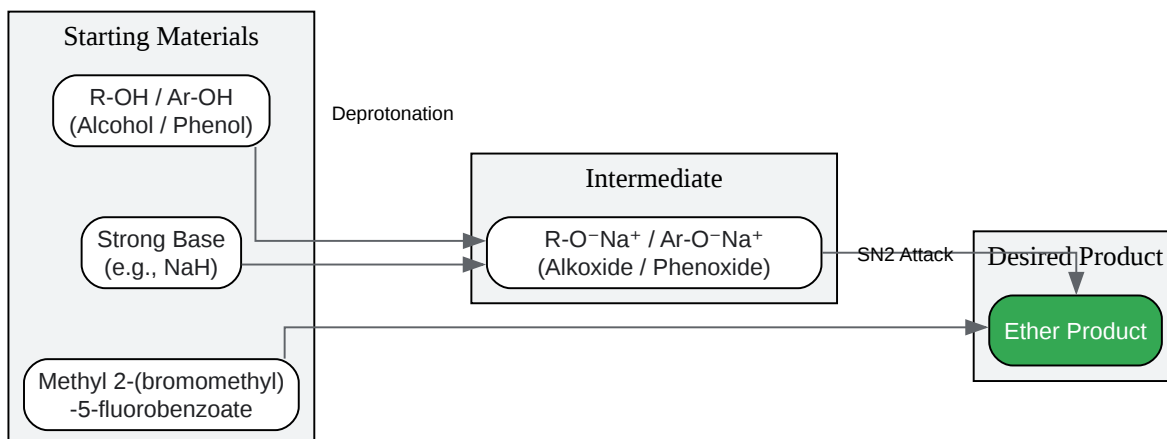 Starting Materials
R-OH / Ar-OH
(Alcohol / Phenol)
Deprotonation
Strong Base
(e.g., NaH)
Methyl 2-(bromomethyl)
-5-fluorobenzoate
Intermediate
R-O⁻Na⁺ / Ar-O⁻Na⁺
(Alkoxide / Phenoxide)
SN2 Attack
Desired Product
Ether Product